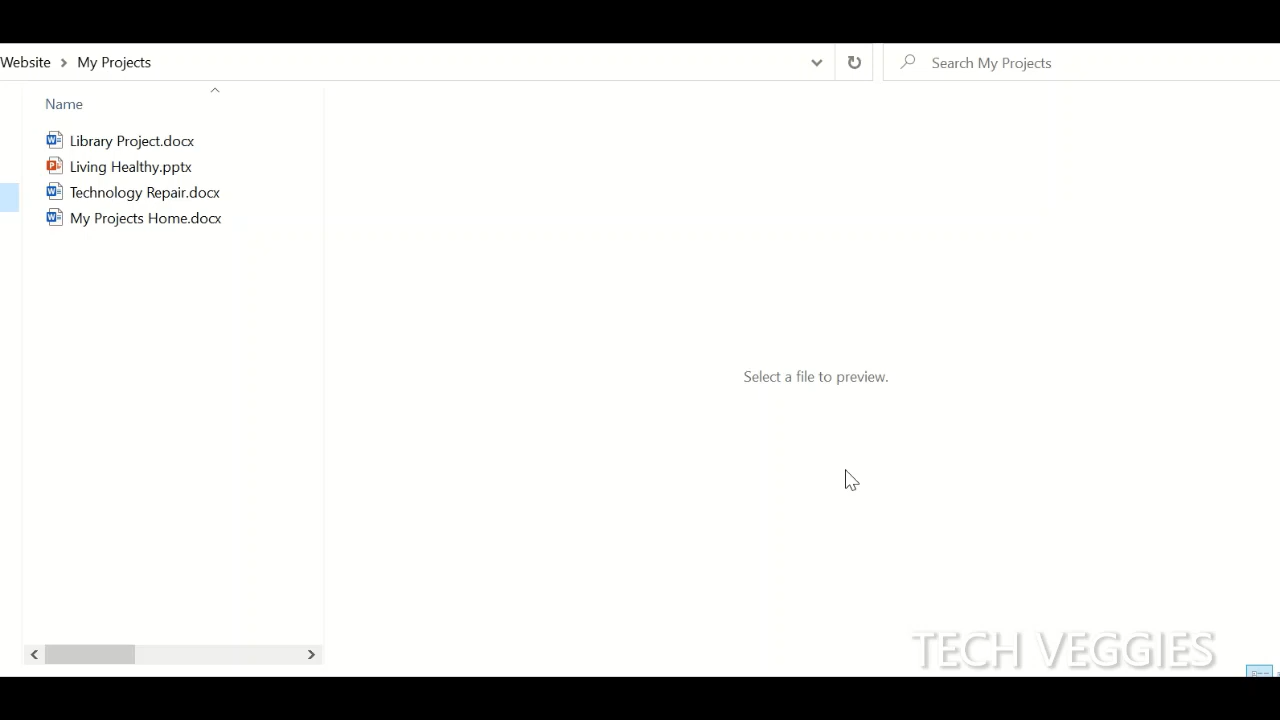 Website > My Projects
Search My Projects
Name
Library Project.docx
Living Healthy.pptx
Technology Repair.docx
My Projects Home.docx
Select a file to preview.
TECH VEGGIES